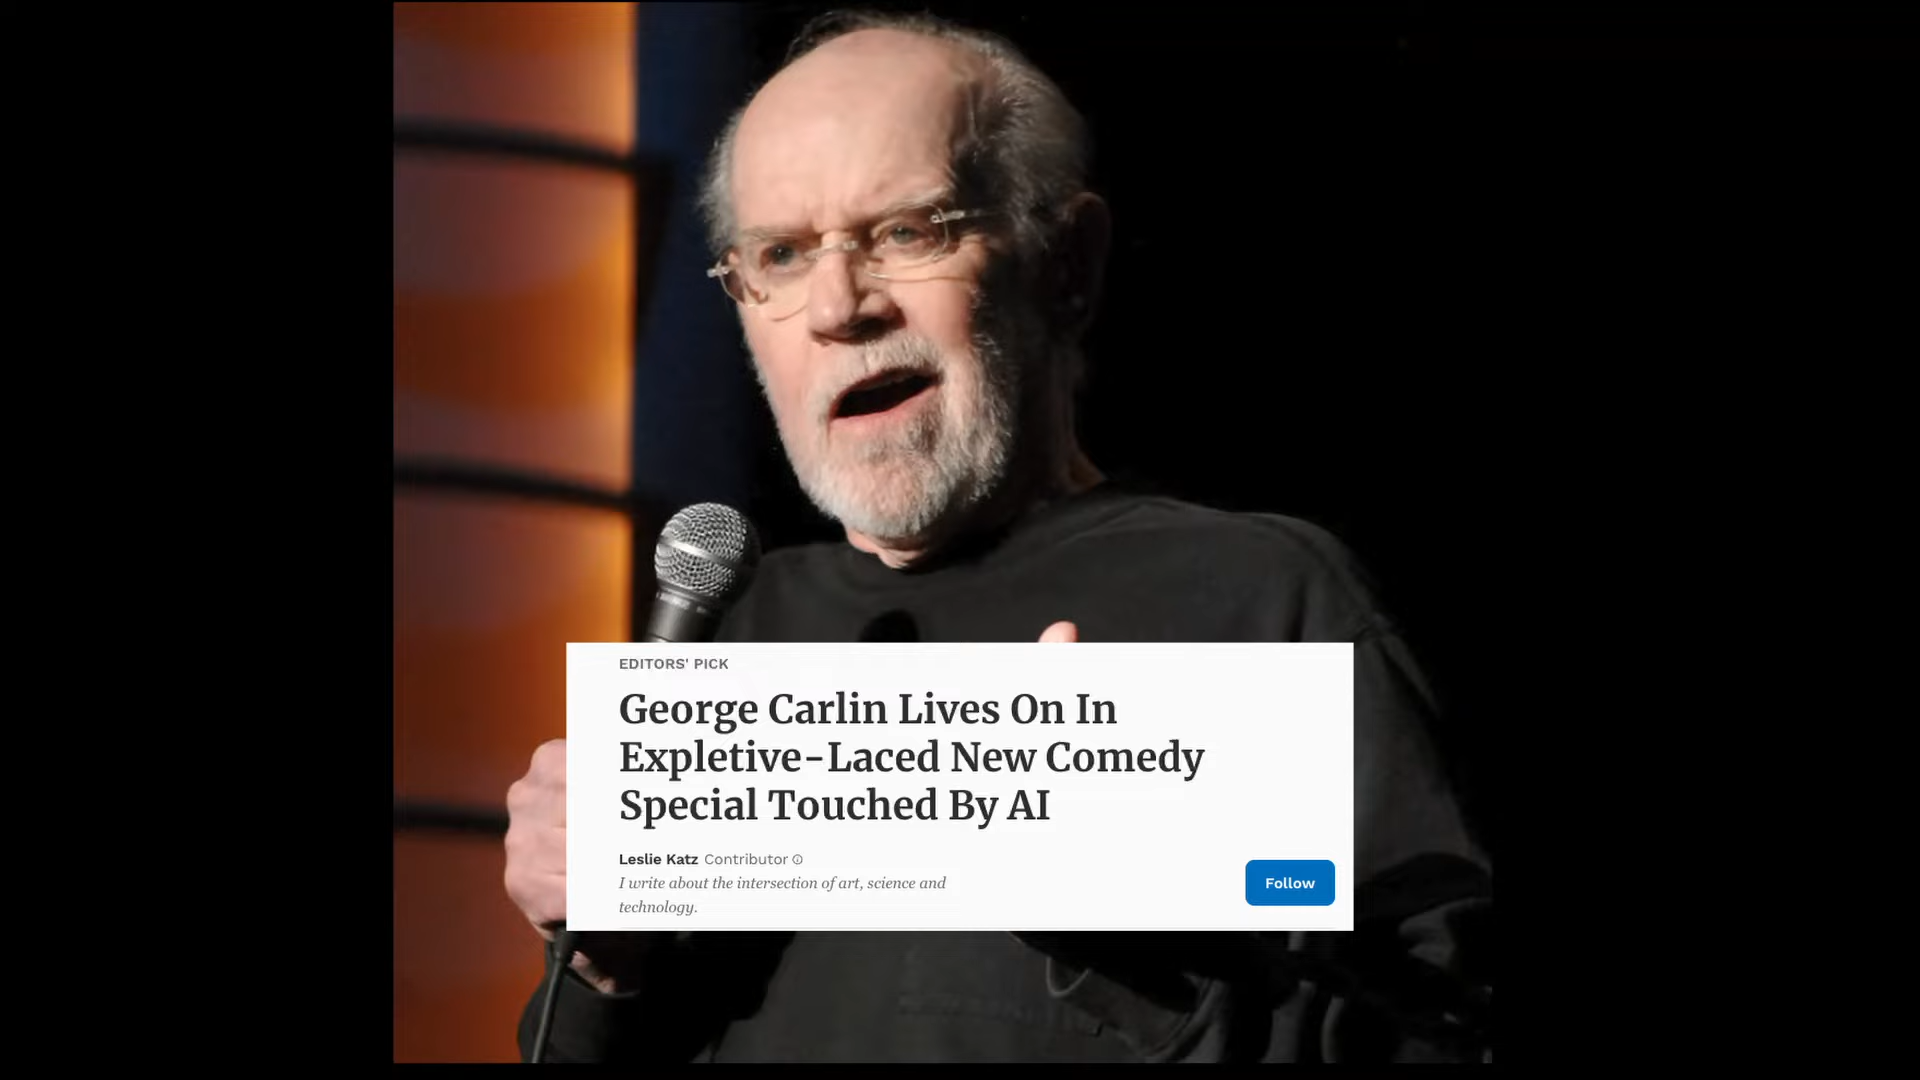 EDITORS' PICK
George Carlin Lives On In
Expletive-Laced New Comedy
Special Touched By AI
Leslie Katz Contributor
I write about the intersection of art, science and
technology.
Follow